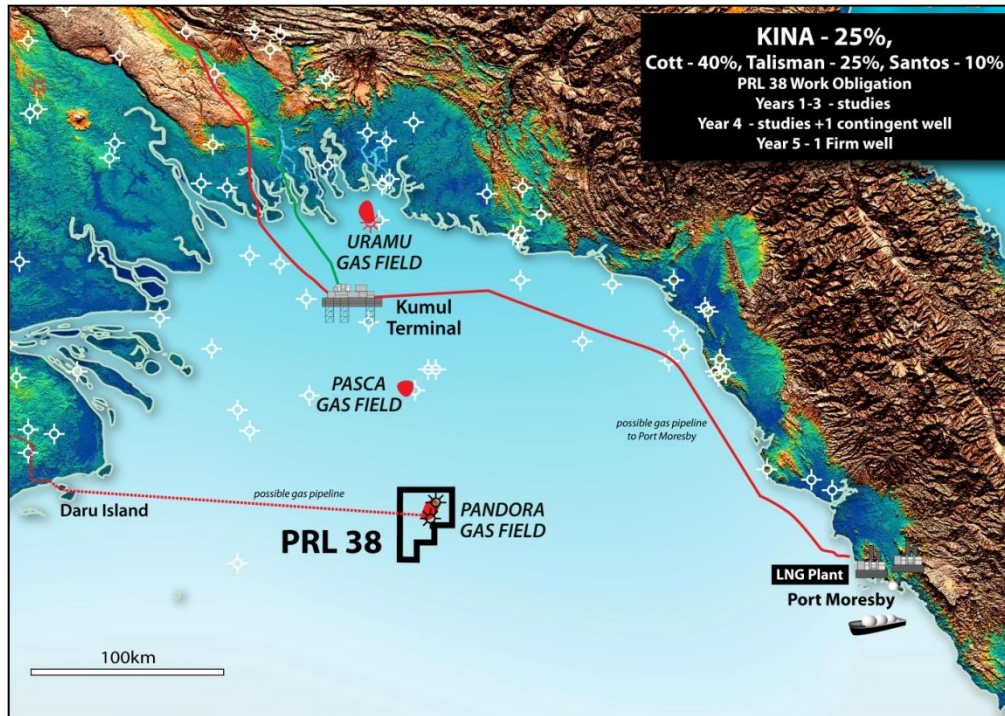 KINA - 25%,
Cott - 40%, Talisman - 25%, Santos - 10%
PRL 38 Work Obligation
Years 1-3 - studies
Year 4 - studies +1 contingent well
Year 5 - 1 Firm well
URAMU
GAS FIELD
Kumul
Terminal
PASCA
GAS FIELD
possible gas pipeline
to Port Moresby
possible gas pipeline
Daru Island
PRL 38
PANDORA
GAS FIELD
LNG Plant
Port Moresby
100km